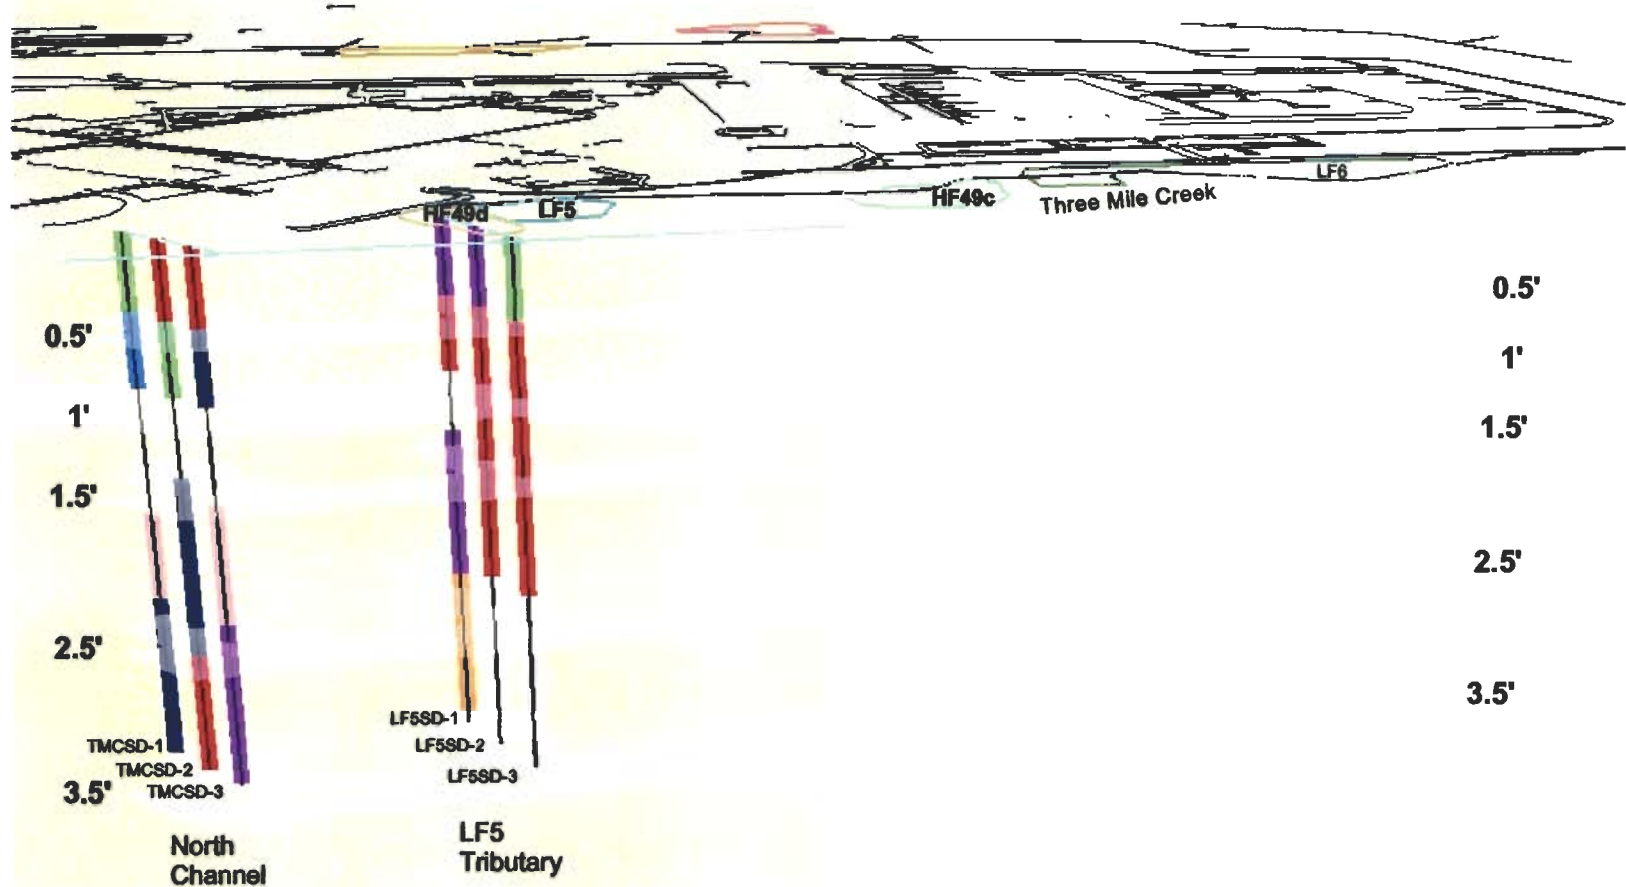 LF6
HF49c
Three Mile Creek
HF49d
LF5
0.5'
1'
1.5'
2.5'
3.5'
0.5'
1'
1.5'
2.5'
3.5'
TMCSD-1
TMCSD-2
TMCSD-3
LF5SD-1
LF5SD-2
LF5SD-3
North
Channel
LF5
Tributary